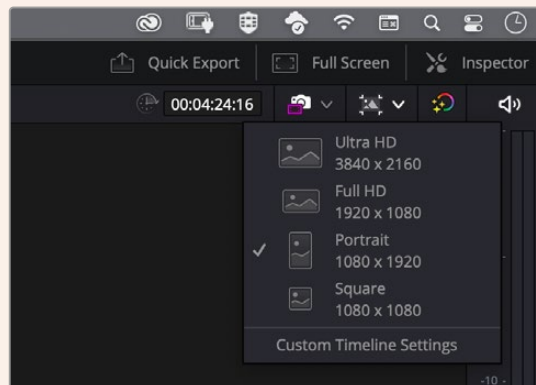 Quick Export
Full Screen
Inspector
00:04:24:16
Ultra HD
3840 x 2160
Full HD
1920 x 1080
Portrait
1080 x 1920
Square
1080 x 1080
Custom Timeline Settings
-10 -